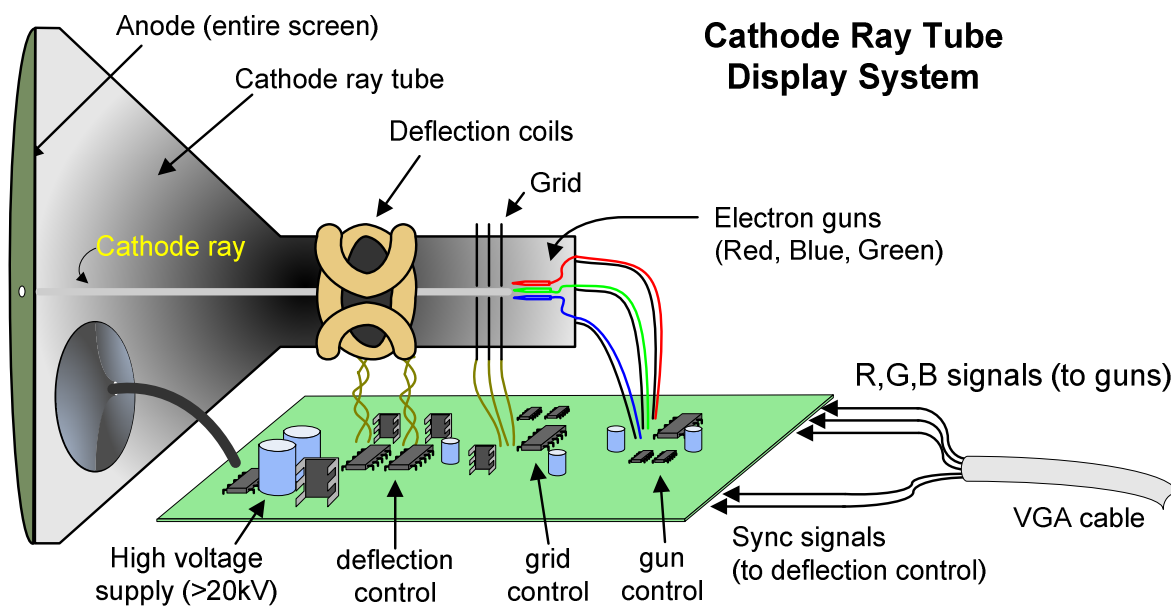 Cathode Ray Tube
Display System
Anode (entire screen)
Cathode ray tube
Deflection coils
Grid
Electron guns
(Red, Blue, Green)
Cathode ray
R,G,B signals (to guns)
VGA cable
Sync signals
(to deflection control)
High voltage
supply (>20kV)
deflection
control
grid
control
gun
control